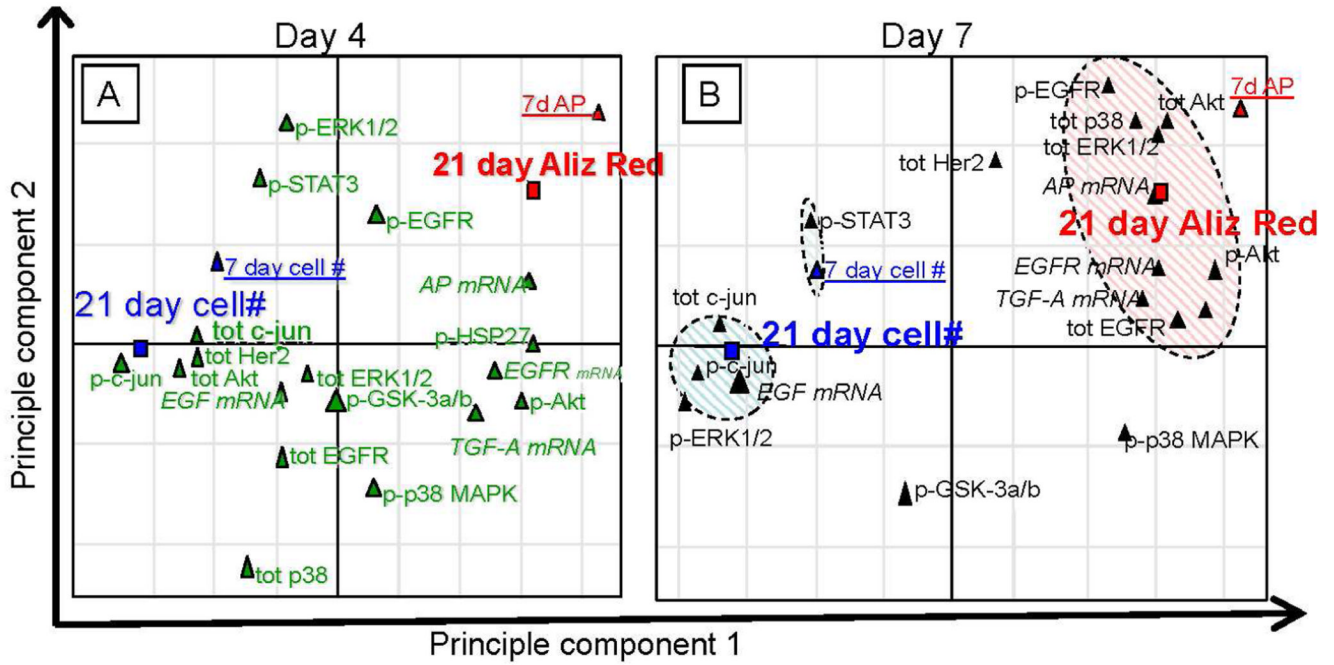 Day 4
Day 7
Principle component 2
A
7d AP
p-ERK1/2
21 day Aliz Red
p-STAT3
p-EGFR
7 day cell #
AP mRNA
21 day cell#
tot c-jun
p-HSP27
tot Her2
p-c-jun
tot Akt
tot ERK1/2
EGFR mRNA
EGF mRNA
p-GSK-3a/b
p-Akt
TGF-A mRNA
tot EGFR
p-p38 MAPK
tot p38
B
p-EGFR
7d AP
tot Akt
tot p38
tot ERK1/2
tot Her2
AP mRNA
p-STAT3
21 day Aliz Red
p-Akt
7 day cell #
EGFR mRNA
tot c-jun
TGF-A mRNA
21 day cell#
tot EGFR
p-c-jun
EGF mRNA
p-ERK1/2
p-p38 MAPK
p-GSK-3a/b
Principle component 1